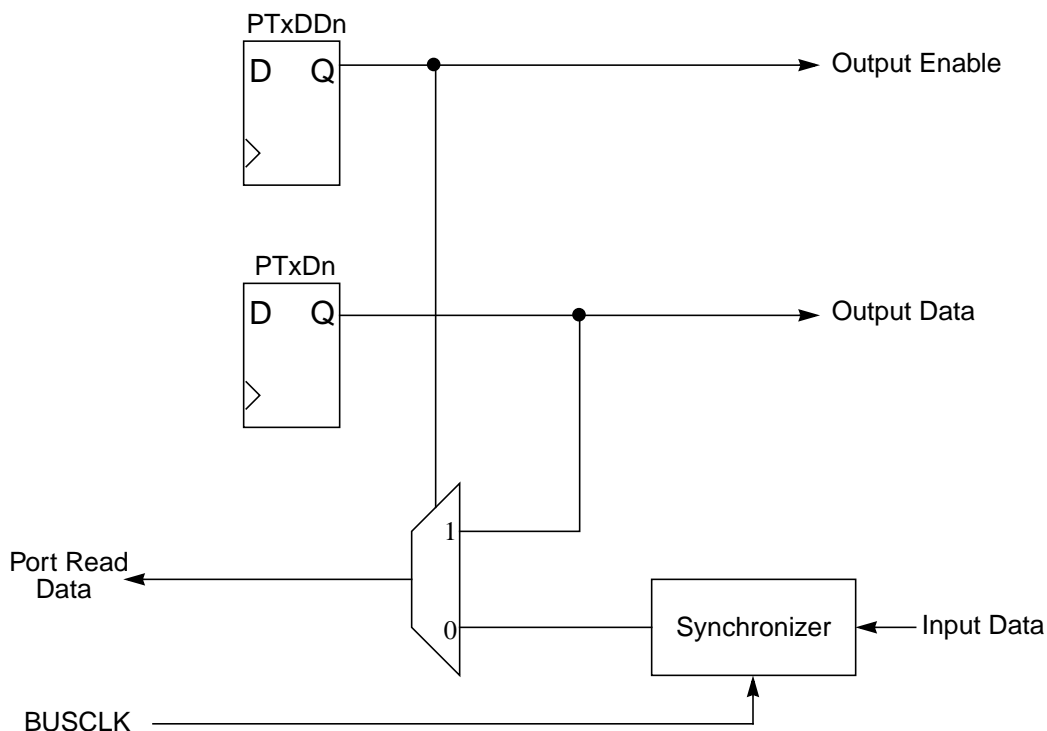 PTxDDn
D Q
Output Enable
PTxDn
D Q
Output Data
1
Port Read
Data
0
Synchronizer
Input Data
BUSCLK